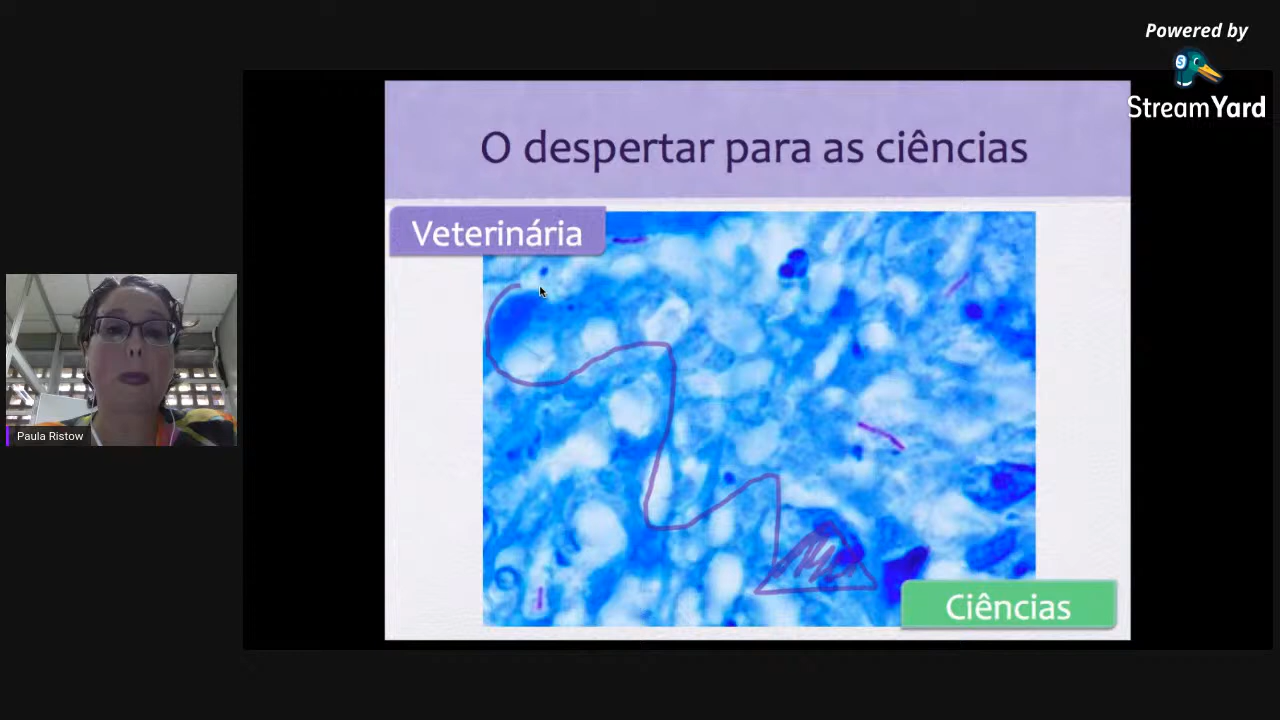 Powered by
StreamYard
O despertar para as ciências
Veterinária
Paula Ristow
Ciências